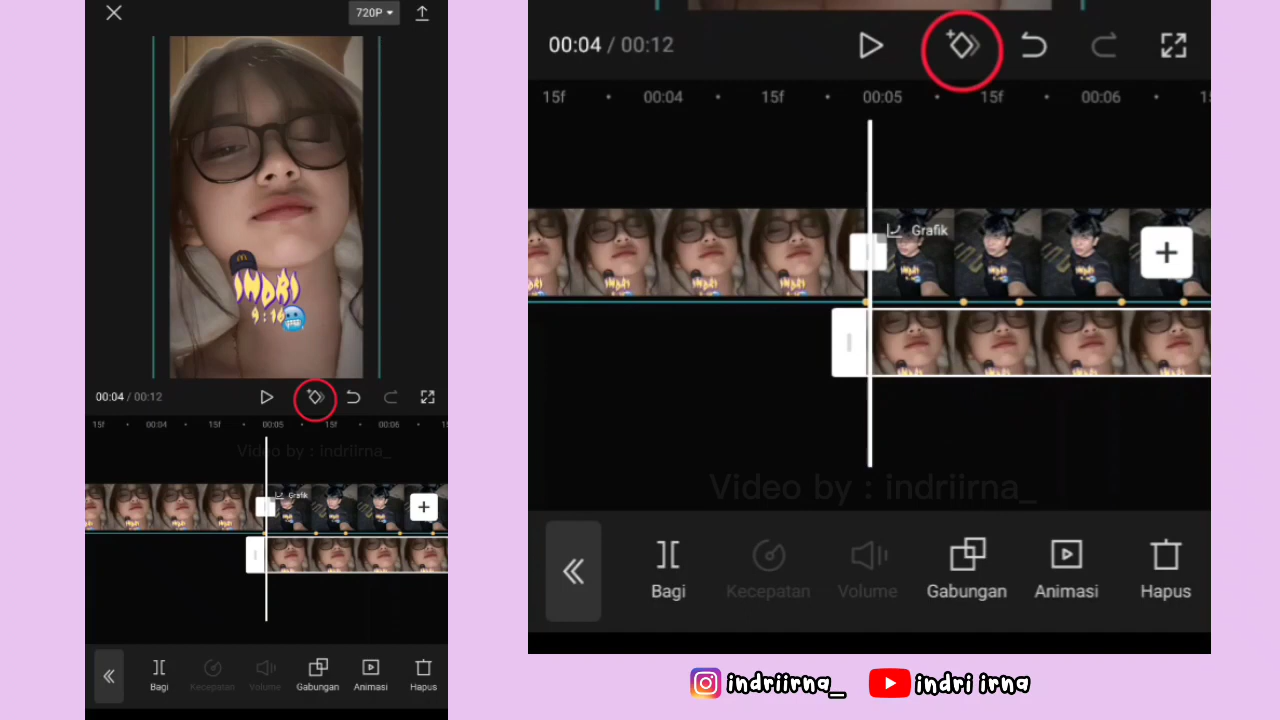 720P
INDRI
9:16
00:04 / 00:12
15f 00:04 15f 00:05 15f 00:06
Video by : indriirna_
Grafik
Bagi Kecepatan Volume Gabungan Animasi Hapus
00:04 / 00:12
15f 00:04 15f 00:05 15f 00:06
Grafik
Video by : indriirna_
Bagi Kecepatan Volume Gabungan Animasi Hapus
indriirna_ indri irna